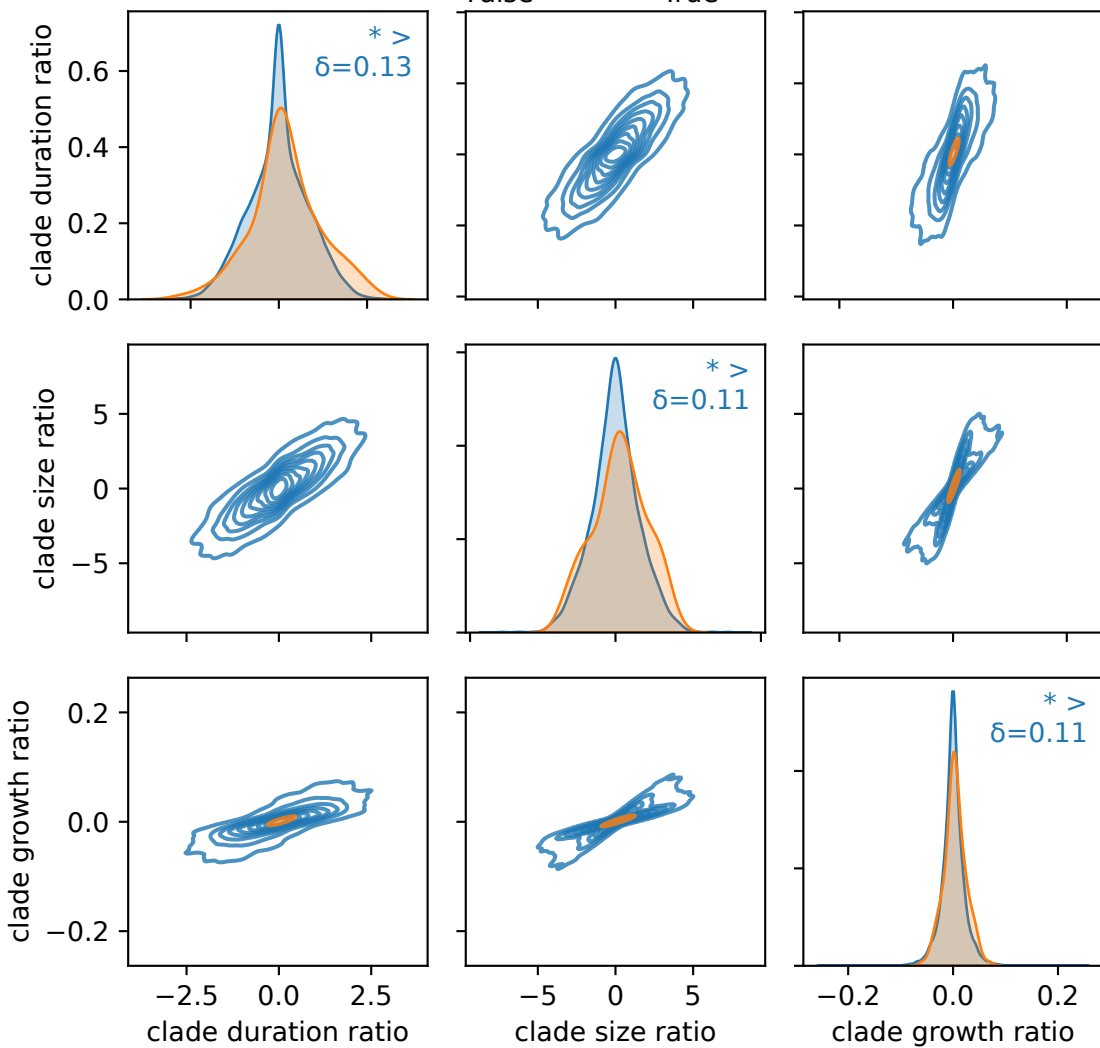 False True
clade duration ratio
0.6
0.4
0.2
0.0
* >
δ=0.13
clade size ratio
5
0
−5
* >
δ=0.11
clade growth ratio
0.2
0.0
−0.2
* >
δ=0.11
−2.5 0.0 2.5
−5 0 5
−0.2 0.0 0.2
clade duration ratio
clade size ratio
clade growth ratio